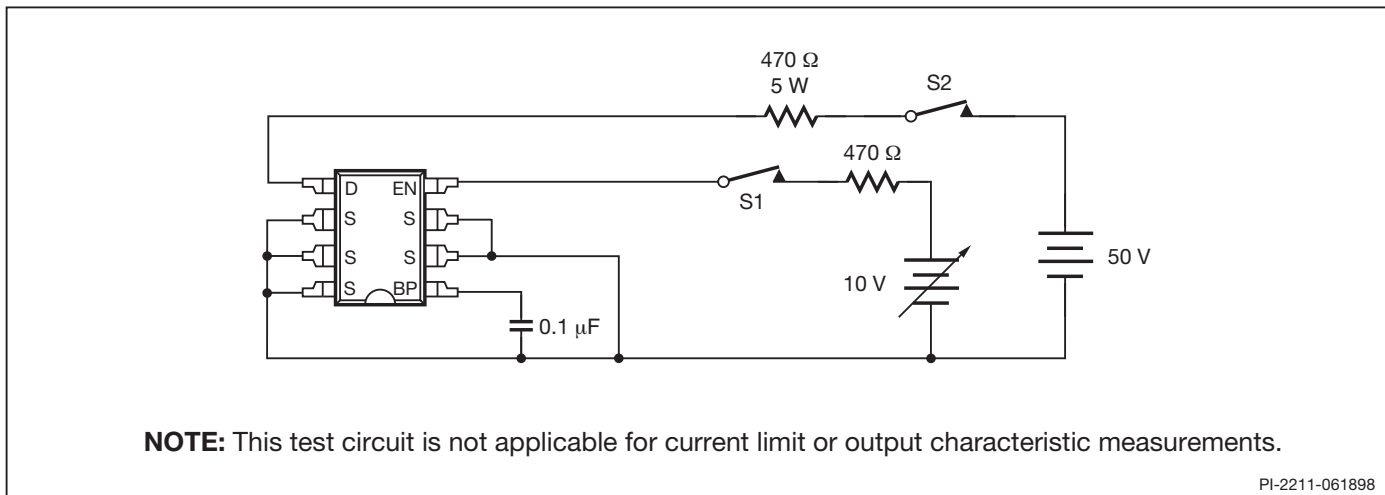 470 Ω
5 W
S2
470 Ω
S1
D EN
S S
S S
S BP
10 V
50 V
0.1 μF
NOTE: This test circuit is not applicable for current limit or output characteristic measurements.
PI-2211-061898